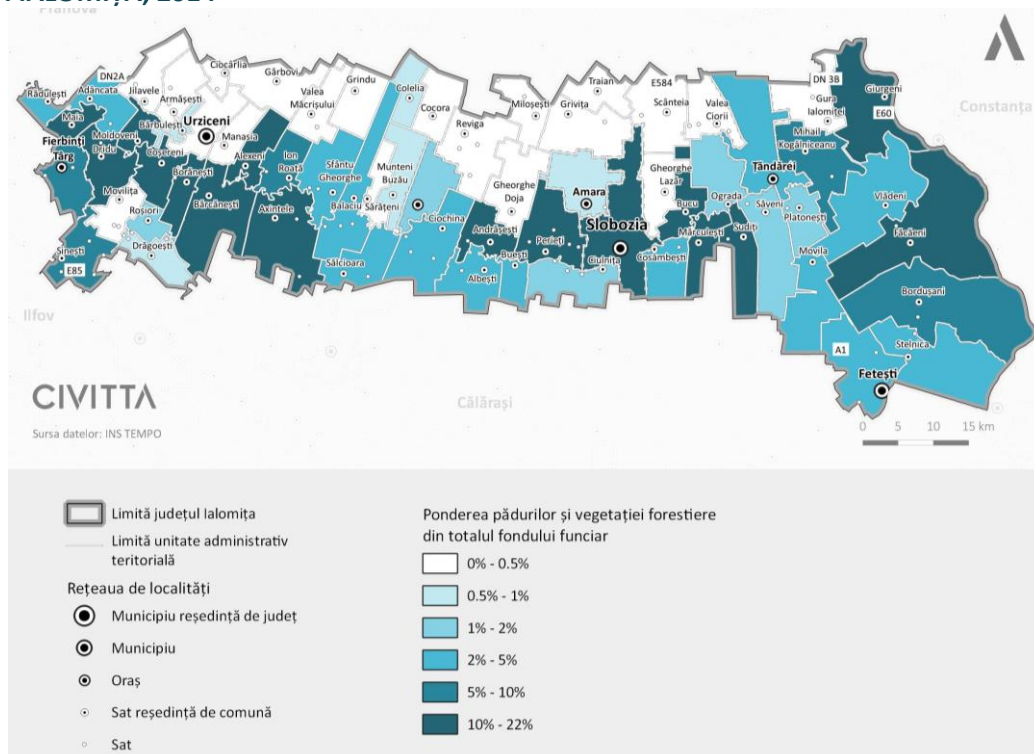 IALOMIȚA, 2014
Prahova
Ciocârlia
DN2A
Gârbovi
Grindu
Traian
E584
DN 3B
Giurgeni
Rădulești
Adâncata
Jilavele
Armășești
Valea
Măcrișului
Colelia
Cocora
Miloșești
Grivița
Scânteia
Valea
Ciorii
Gura
Ialomiței
E60
Constanța
Maia
Bărbulești
Urziceni
Manasia
Reviga
Mihail
Kogălniceanu
Fierbinți
Târg
Moldoveni
Dridu
Coșereni
Alexeni
Ion
Roată
Sfântu
Gheorghe
Munteni
Buzău
Gheorghe
Doja
Amara
Gheorghe
Lazăr
Țăndărei
Vlădeni
Borănești
Movilița
Bărcănești
Axintele
Balaciu
Sărățeni
Ciochina
Slobozia
Bucu
Ograda
Săveni
Platonești
Roșiori
Andrășești
Perieți
Mărculești
Sudiți
Făcăeni
Sinești
Drăgoești
Sălcioara
Buești
Albești
Ciulnița
Cosâmbești
Movila
E85
Bordușani
Ilfov
A1
Stelnica
Fetești
Călărași
CIVITTA
Sursa datelor: INS TEMPO
0 5 10 15 km
Limită județul Ialomița
Limită unitate administrativ
teritorială
Rețeaua de localități
Municipiu reședință de județ
Municipiu
Oraș
Sat reședință de comună
Sat
Ponderea pădurilor și vegetației forestiere
din totalul fondului funciar
0% - 0.5%
0.5% - 1%
1% - 2%
2% - 5%
5% - 10%
10% - 22%